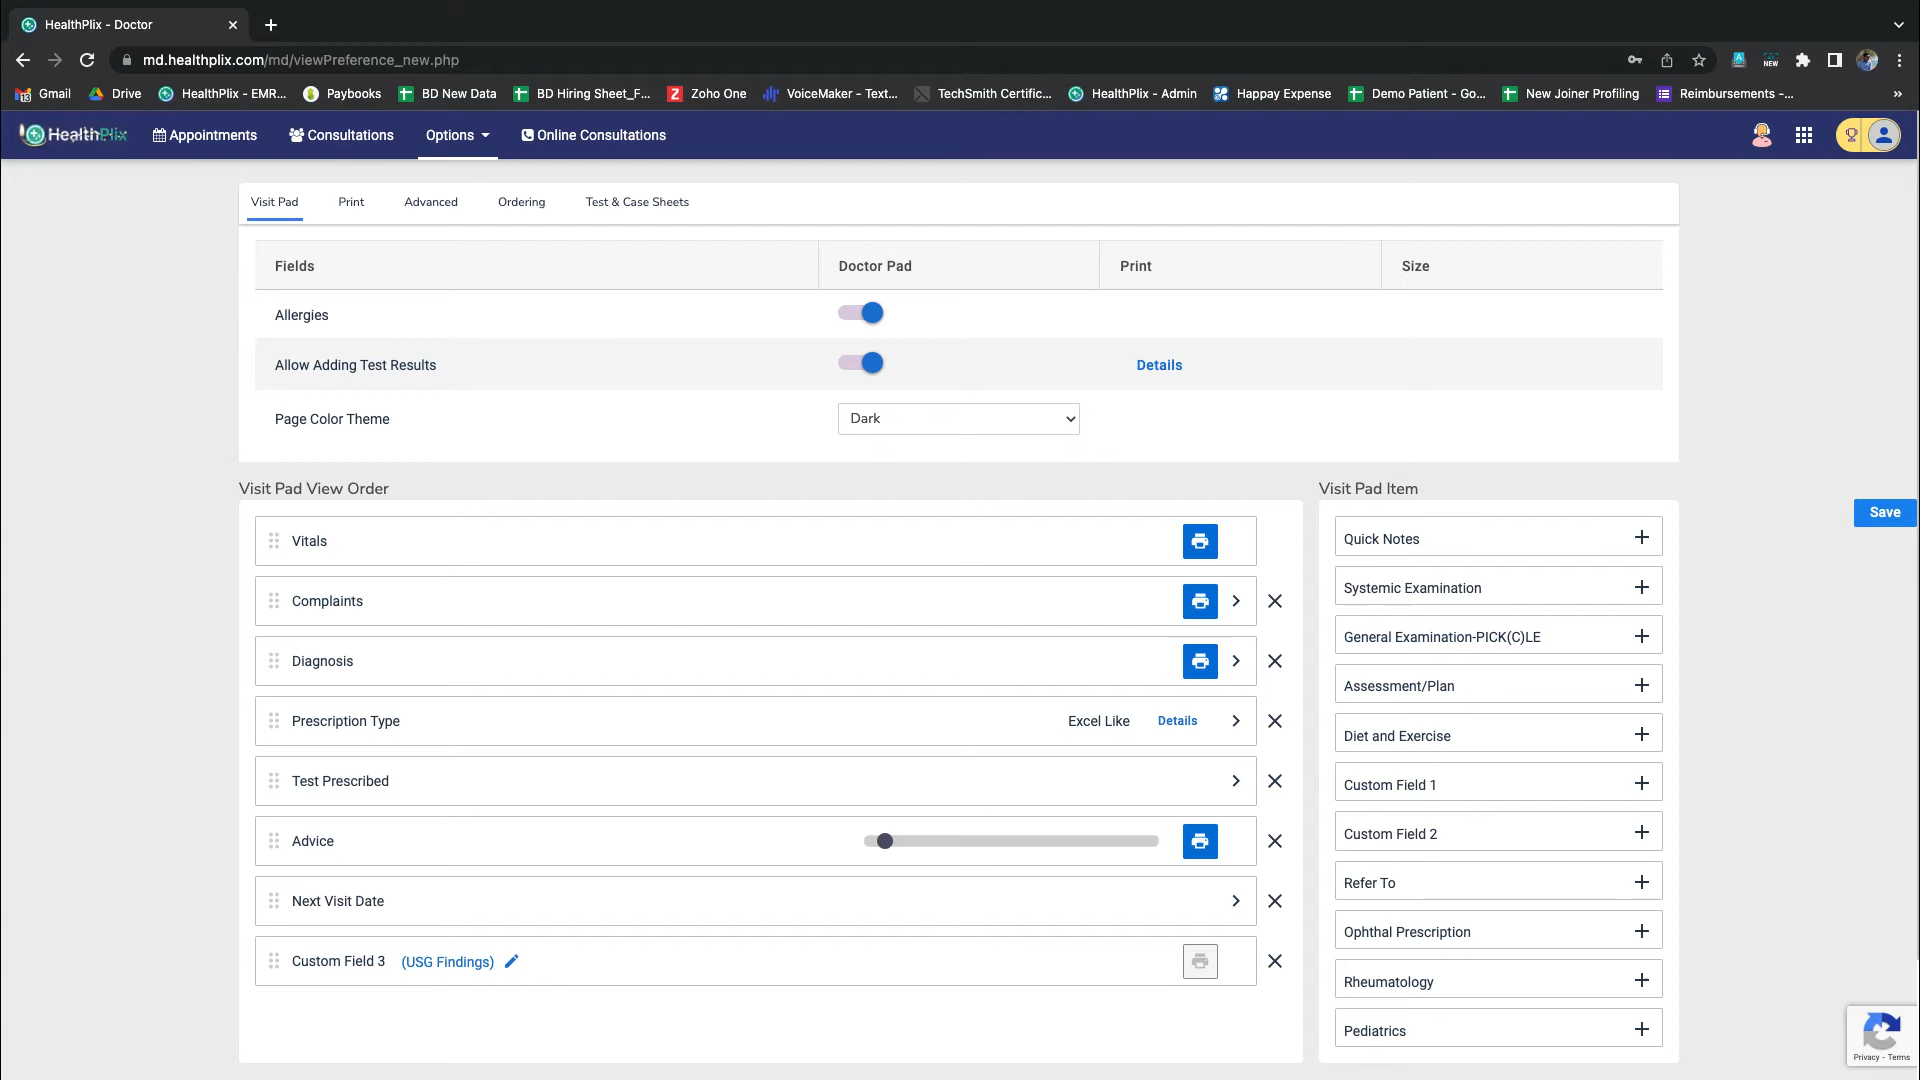 HealthPlix - Doctor
md.healthplix.com/md/viewPreference_new.php
13 Gmail Drive HealthPlix - EMR... Paybooks BD New Data BD Hiring Sheet_F... Zoho One VoiceMaker - Text... TechSmith Certific... HealthPlix - Admin Happay Expense Demo Patient - Go... New Joiner Profiling Reimbursements -... »
NEW
HealthPlix Appointments Consultations Options Online Consultations
Visit Pad Print Advanced Ordering Test & Case Sheets
Fields Doctor Pad Print Size
Allergies
Allow Adding Test Results Details
Page Color Theme Dark
Visit Pad View Order
Vitals
Complaints
Diagnosis
Prescription Type Excel Like Details
Test Prescribed
Advice
Next Visit Date
Custom Field 3 (USG Findings)
Visit Pad Item
Quick Notes
Systemic Examination
General Examination-PICK(C)LE
Assessment/Plan
Diet and Exercise
Custom Field 1
Custom Field 2
Refer To
Ophthal Prescription
Rheumatology
Pediatrics
Save
Privacy - Terms